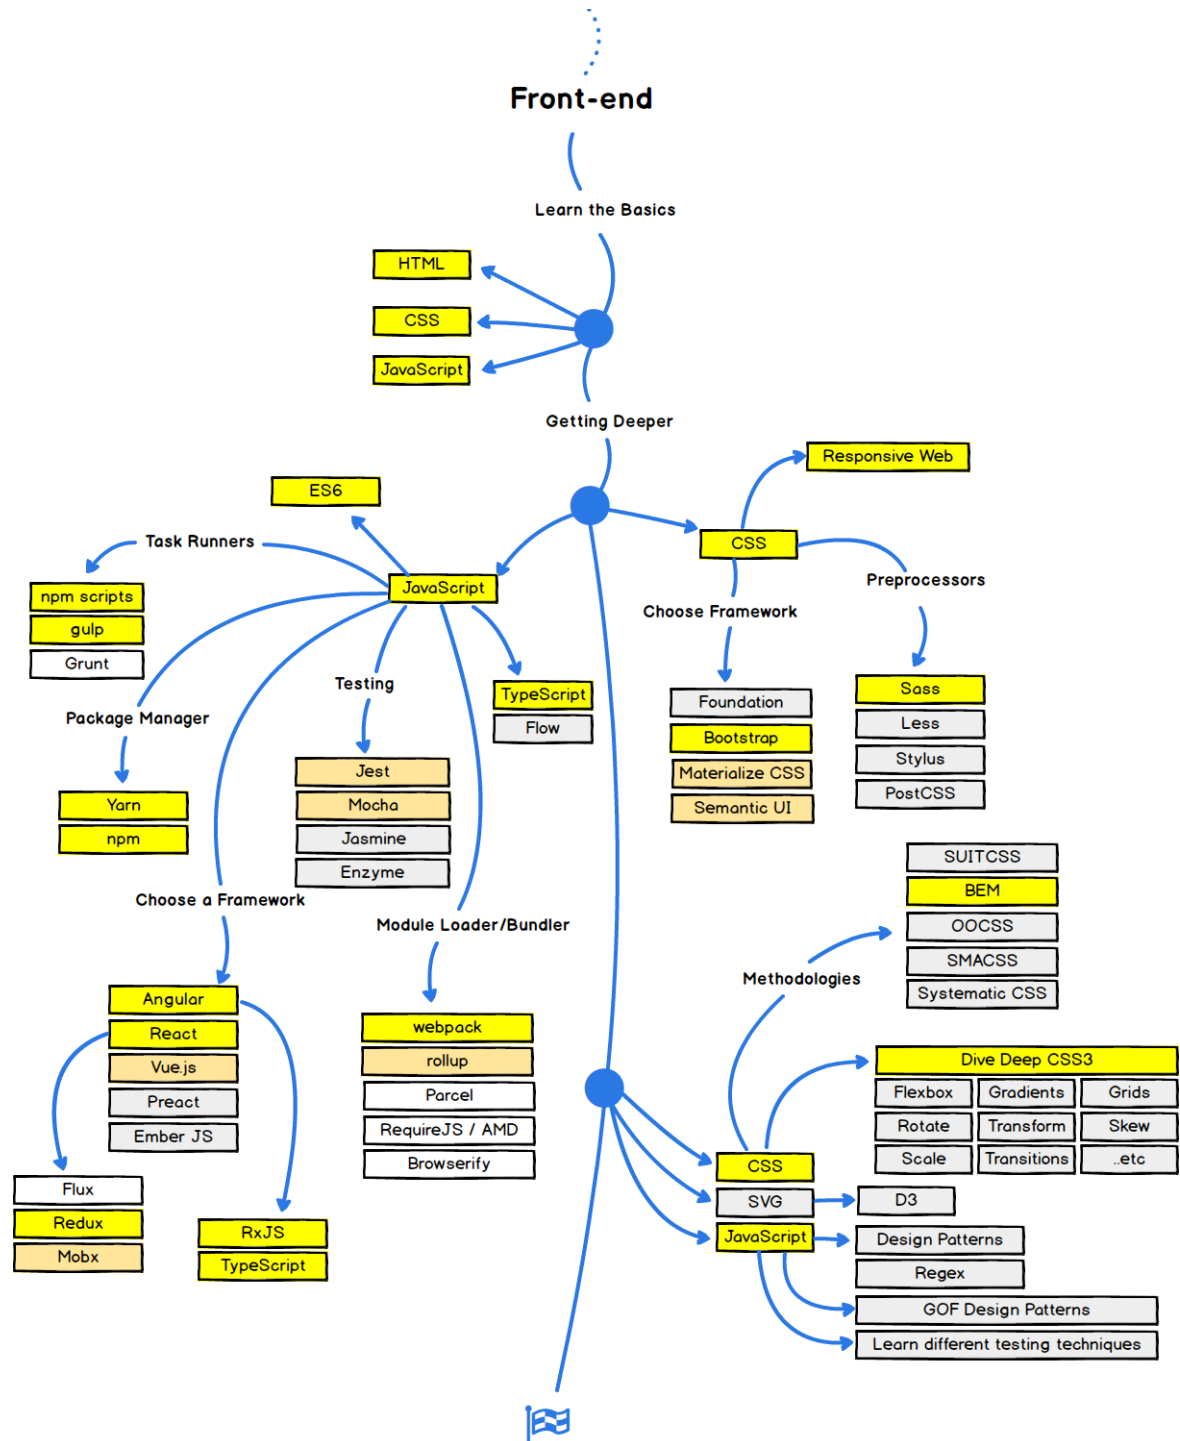 Front-end
Learn the Basics
HTML
CSS
JavaScript
Getting Deeper
Responsive Web
ES6
CSS
Task Runners
JavaScript
Preprocessors
npm scripts
gulp
Grunt
Choose Framework
Testing
TypeScript
Flow
Foundation
Bootstrap
Materialize CSS
Semantic UI
Sass
Less
Stylus
PostCSS
Package Manager
Yarn
npm
Jest
Mocha
Jasmine
Enzyme
Choose a Framework
Module Loader/Bundler
SUITCSS
BEM
OOCSS
SMACSS
Systematic CSS
Methodologies
Angular
React
Vue.js
Preact
Ember JS
webpack
rollup
Parcel
RequireJS / AMD
Browserify
Dive Deep CSS3
Flexbox Gradients Grids
Rotate Transform Skew
Scale Transitions ..etc
Flux
Redux
Mobx
RxJS
TypeScript
CSS
SVG
JavaScript
D3
Design Patterns
Regex
GOF Design Patterns
Learn different testing techniques